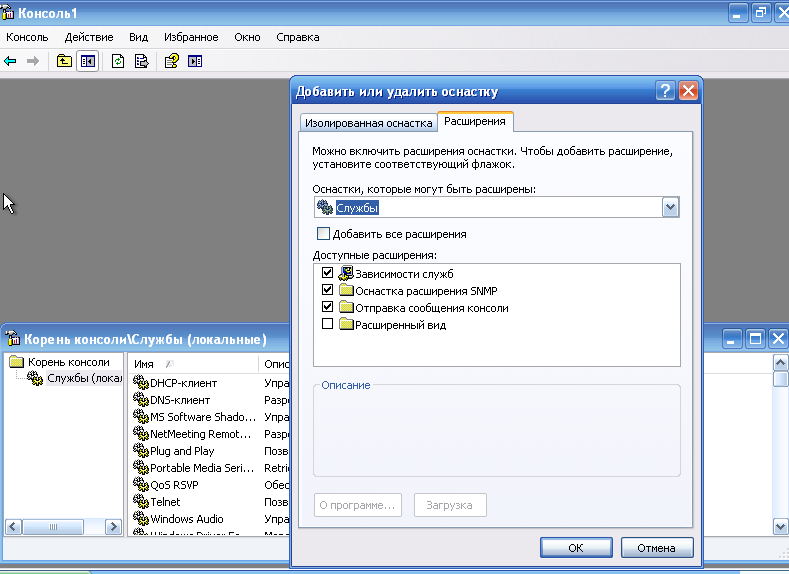 Консоль1
Консоль Действие Вид Избранное Окно Справка
Добавить или удалить оснастку
Изолированная оснастка Расширения
Можно включить расширения оснастки. Чтобы добавить расширение,
установите соответствующий флажок.
Оснастки, которые могут быть расширены:
Службы
Добавить все расширения
Доступные расширения:
Зависимости служб
Оснастка расширения SNMP
Отправка сообщения консоли
Расширенный вид
Описание
О программе... Загрузка
OK Отмена
Корень консоли\Службы (локальные)
Корень консоли
Службы (лока
Имя Опис
DHCP-клиент Упра
DNS-клиент Разр
MS Software Shado... Упра
NetMeeting Remot... Разр
Plug and Play Позв
Portable Media Seri... Retri
QoS RSVP Обес
Telnet Позв
Windows Audio Упра